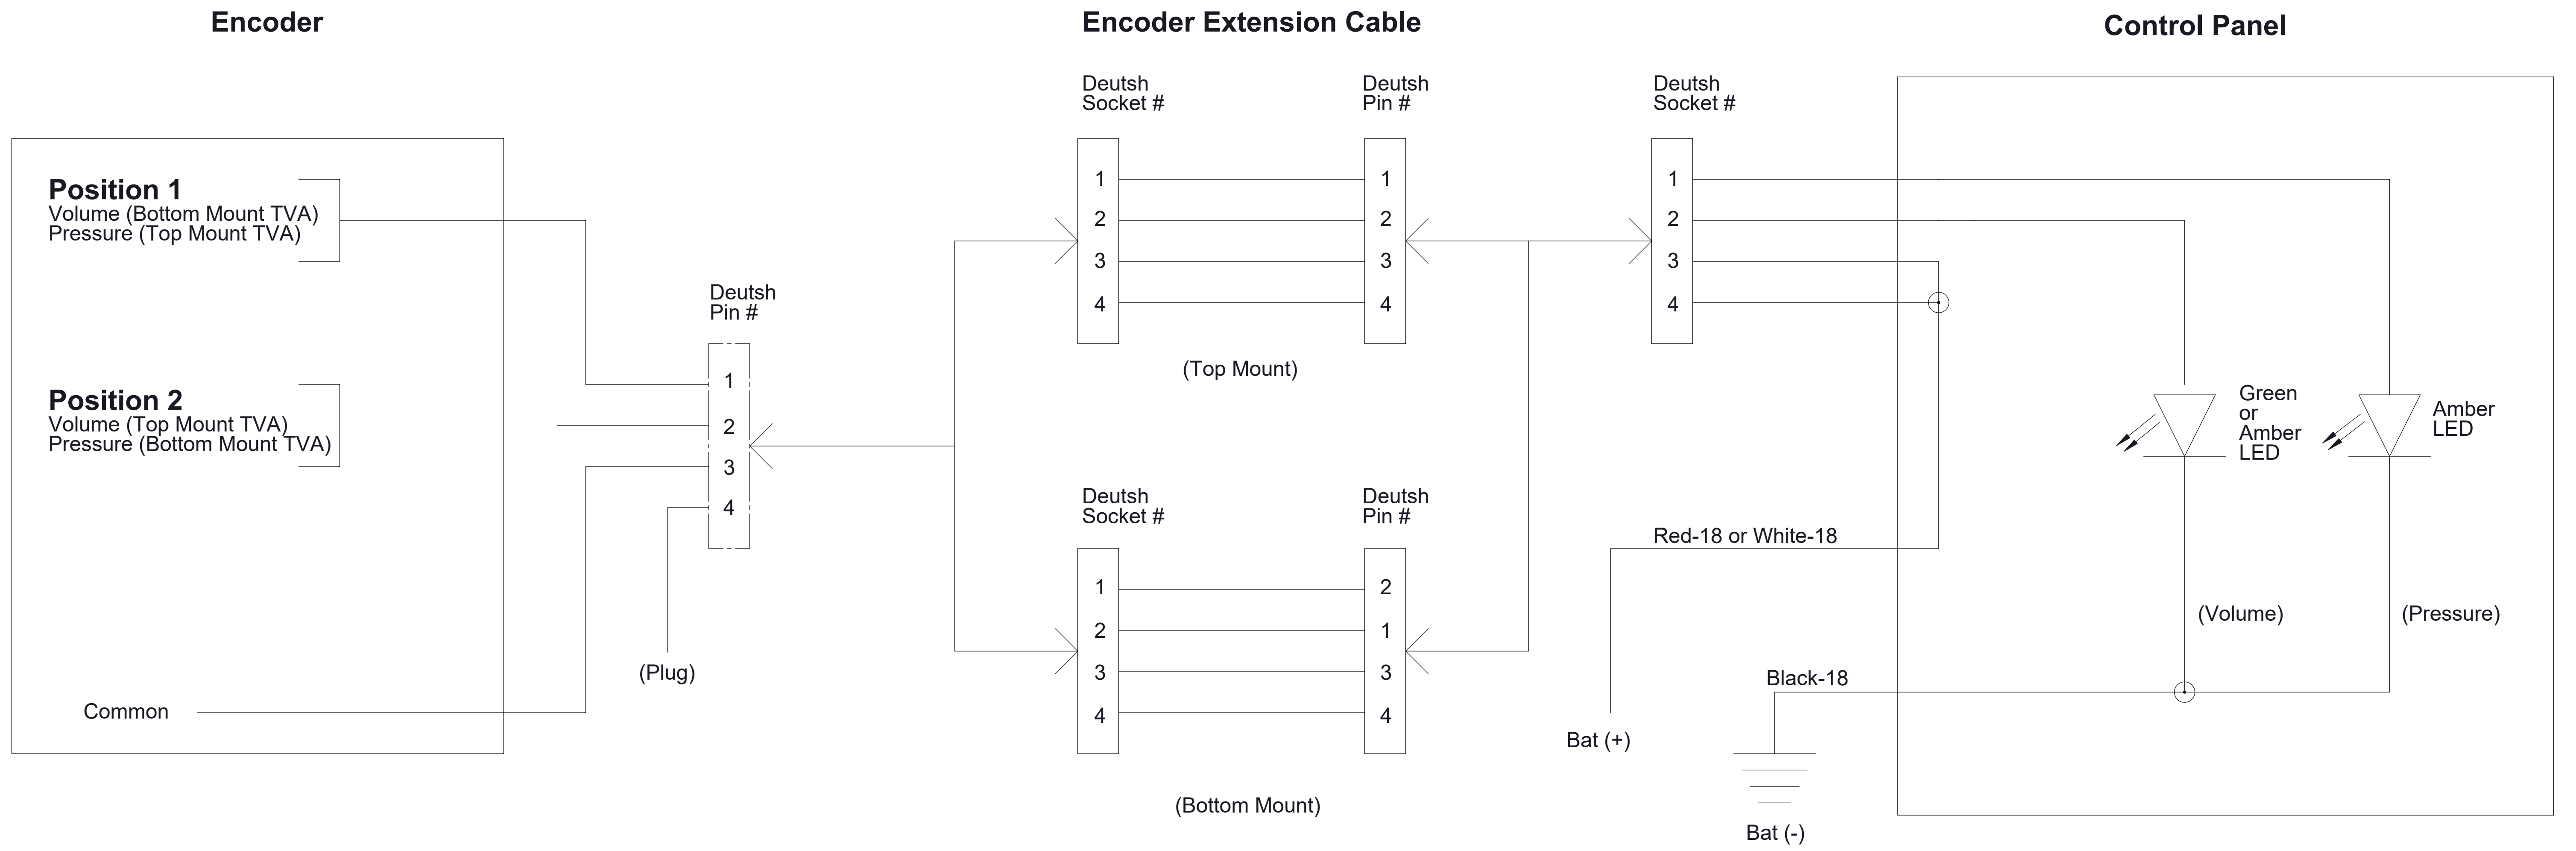 Encoder
Encoder Extension Cable
Control Panel
Deutsh
Socket #
Deutsh
Pin #
Deutsh
Socket #
Position 1
Volume (Bottom Mount TVA)
Pressure (Top Mount TVA)
Position 2
Volume (Top Mount TVA)
Pressure (Bottom Mount TVA)
Common
Deutsh
Pin #
1
2
3
4
(Plug)
1
2
3
4
1
2
3
4
(Top Mount)
1
2
3
4
Deutsh
Socket #
Deutsh
Pin #
1
2
3
4
2
1
3
4
(Bottom Mount)
Red-18 or White-18
Bat (+)
Black-18
Bat (-)
Green
or
Amber
LED
Amber
LED
(Volume)
(Pressure)